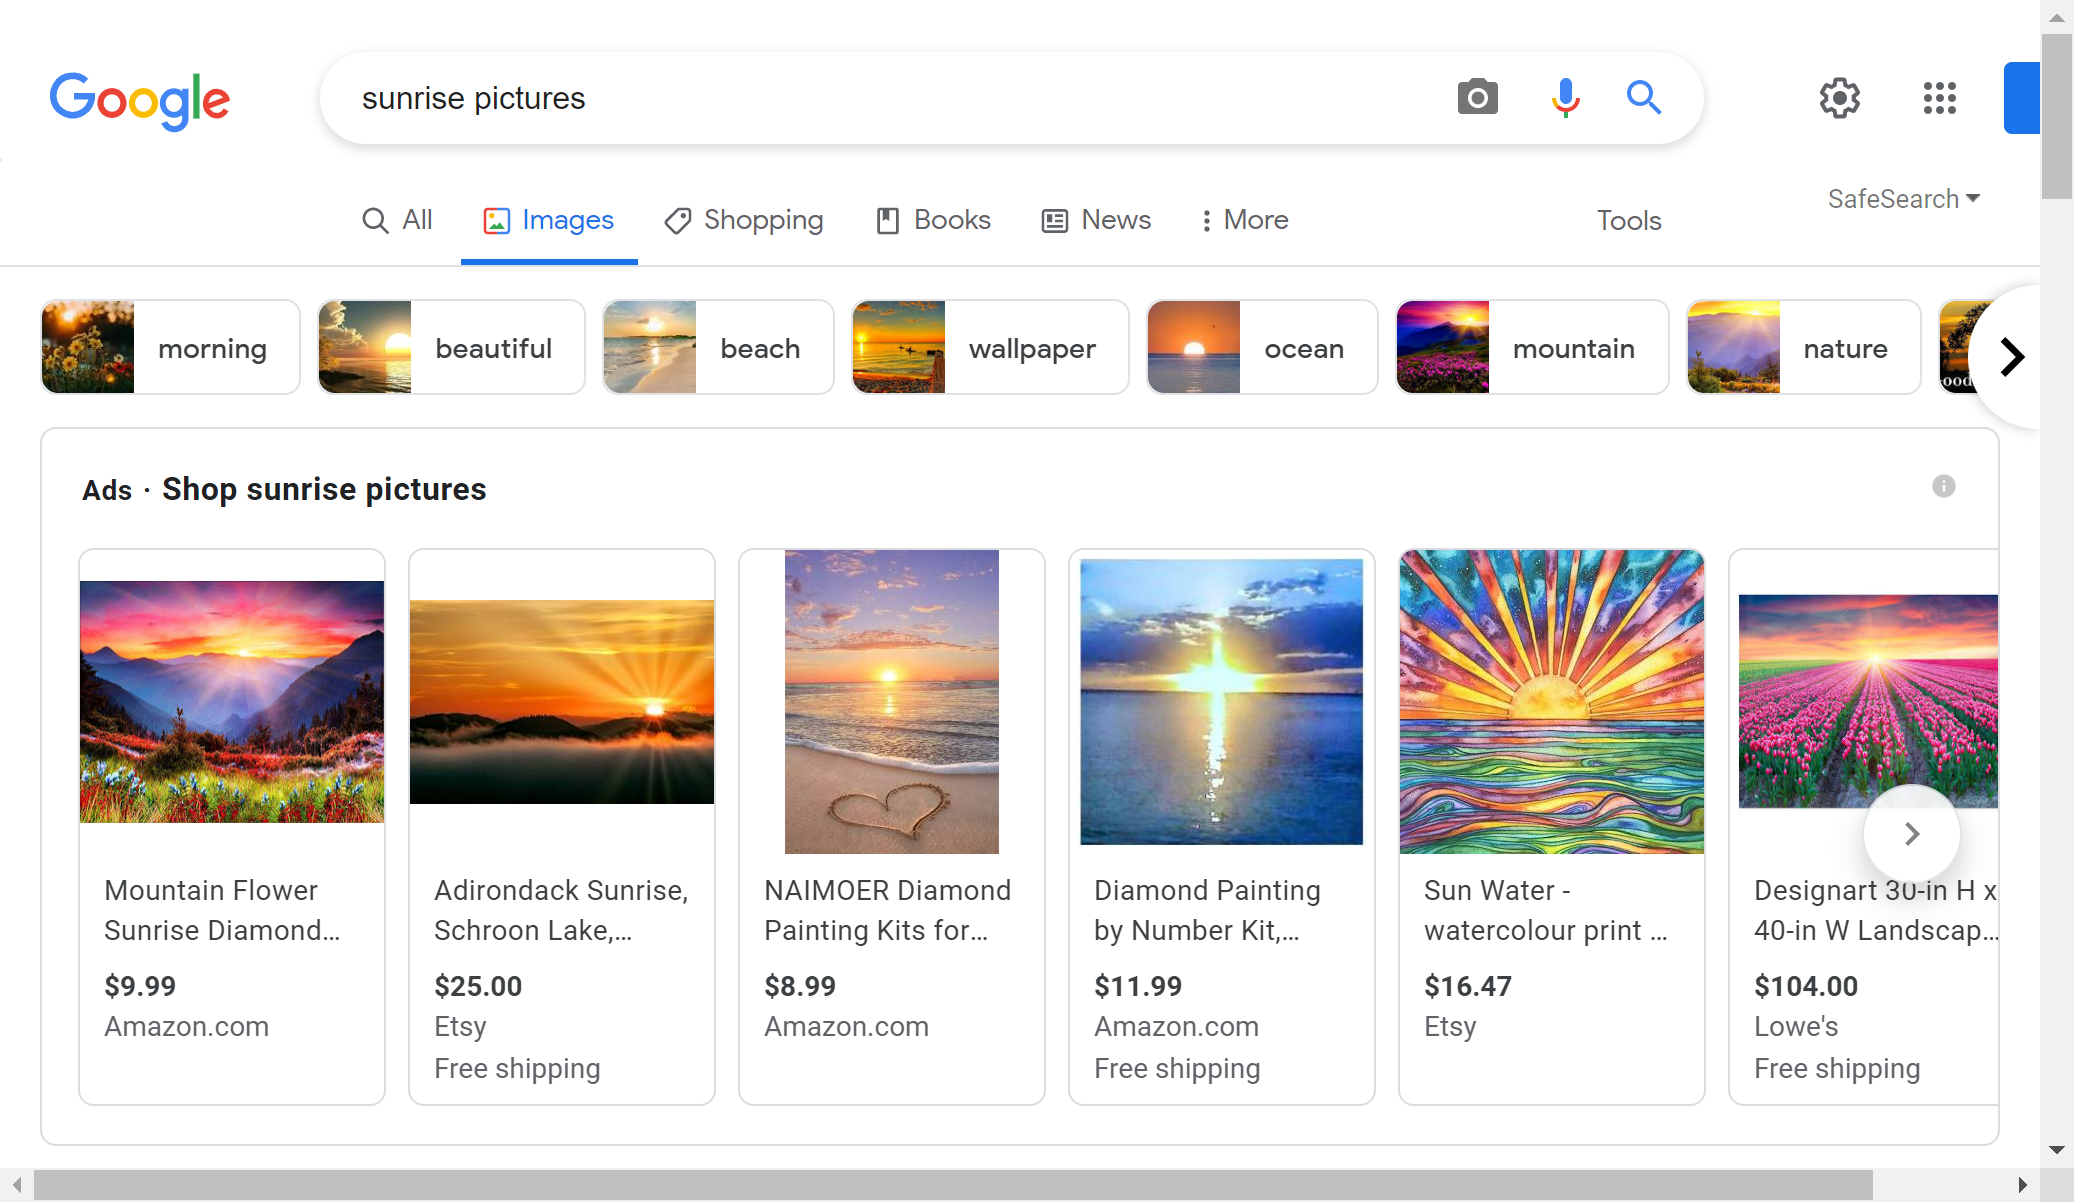 Google
sunrise pictures
All
Images
Shopping
Books
News
More
Tools
SafeSearch
morning
beautiful
beach
wallpaper
ocean
mountain
nature
ood
Ads · Shop sunrise pictures
Mountain Flower
Sunrise Diamond...
$9.99
Amazon.com
Adirondack Sunrise,
Schroon Lake,...
$25.00
Etsy
Free shipping
NAIMOER Diamond
Painting Kits for...
$8.99
Amazon.com
Diamond Painting
by Number Kit,...
$11.99
Amazon.com
Free shipping
Sun Water -
watercolour print ...
$16.47
Etsy
Designart 30-in H x
40-in W Landscap...
$104.00
Lowe's
Free shipping